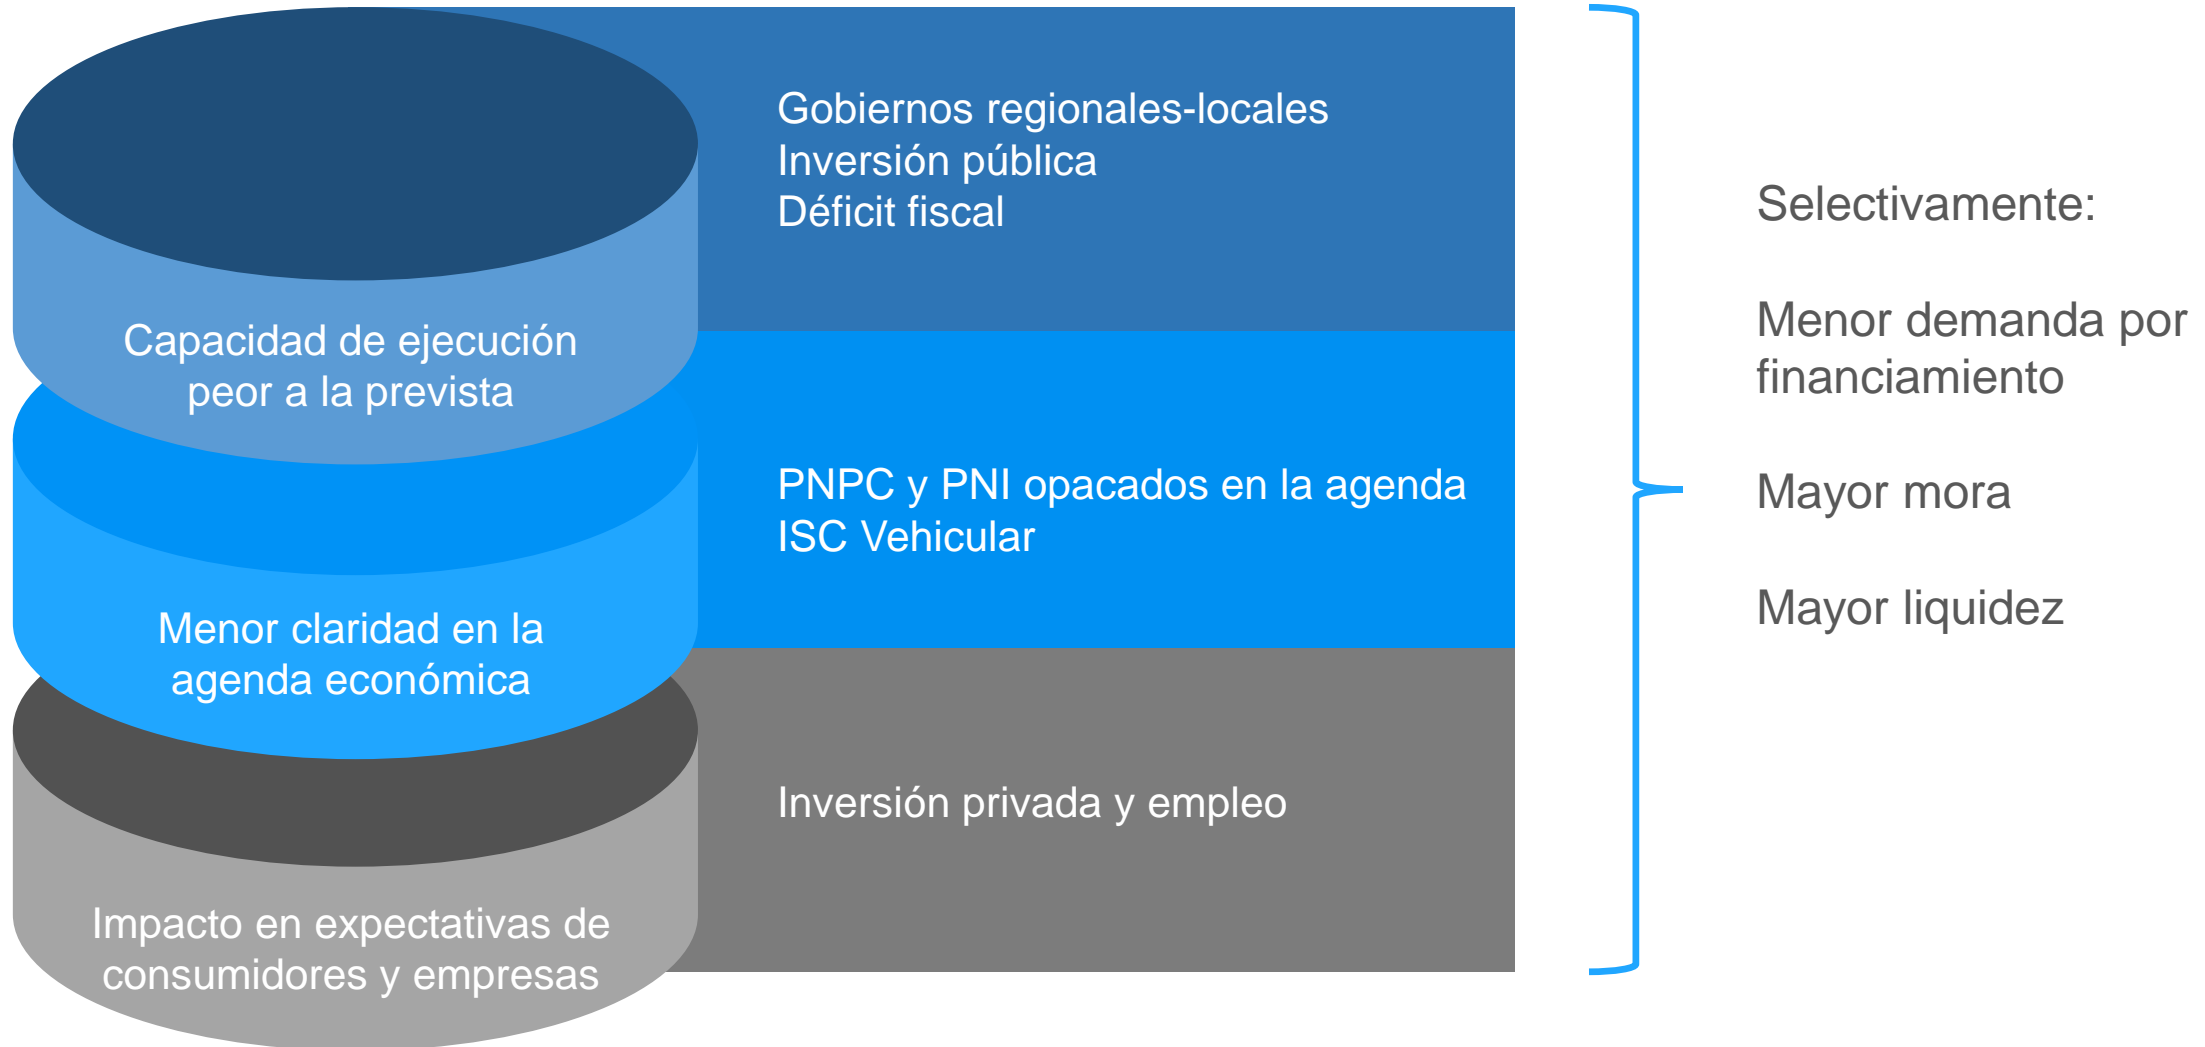 Gobiernos regionales-locales
Inversión pública
Déficit fiscal
Capacidad de ejecución
peor a la prevista
PNPC y PNI opacados en la agenda
ISC Vehicular
Menor claridad en la
agenda económica
Inversión privada y empleo
Impacto en expectativas de
consumidores y empresas
Selectivamente:
Menor demanda por
financiamiento
Mayor mora
Mayor liquidez